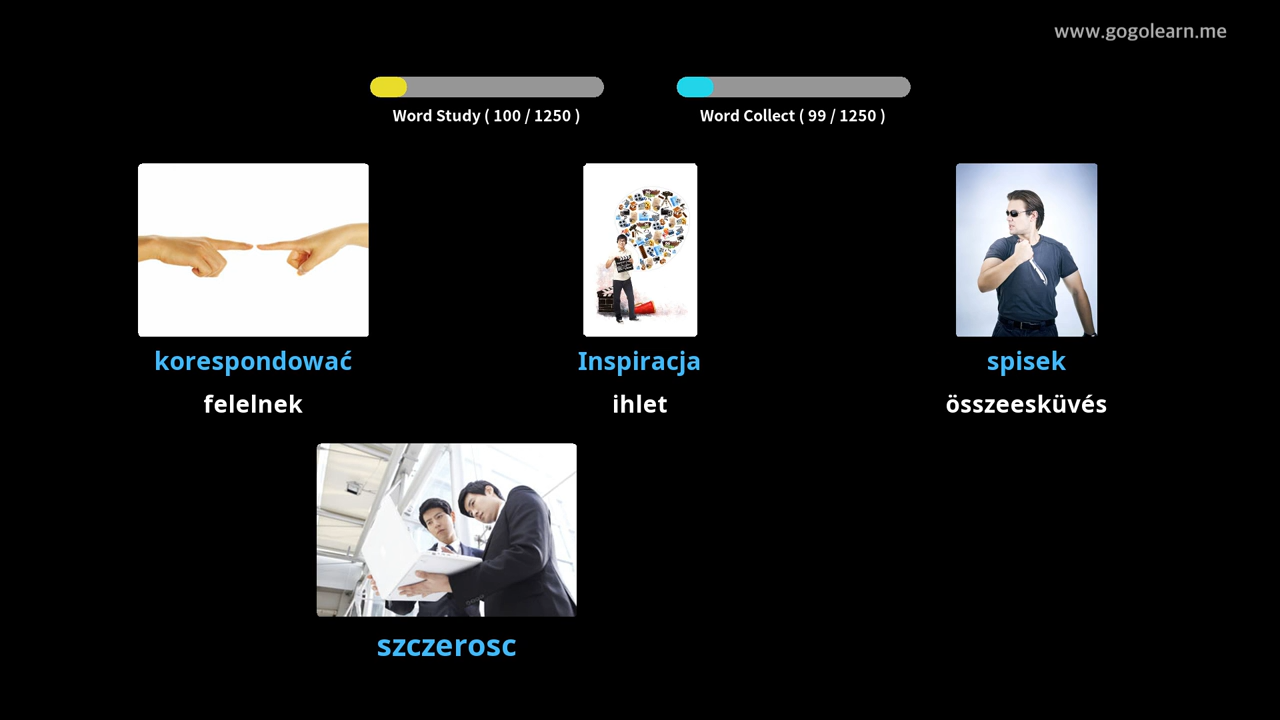 www.gogolearn.me
Word Study ( 100 / 1250 )
Word Collect ( 99 / 1250 )
korespondować
Inspiracja
spisek
felelnek
ihlet
összeesküvés
szczerosc